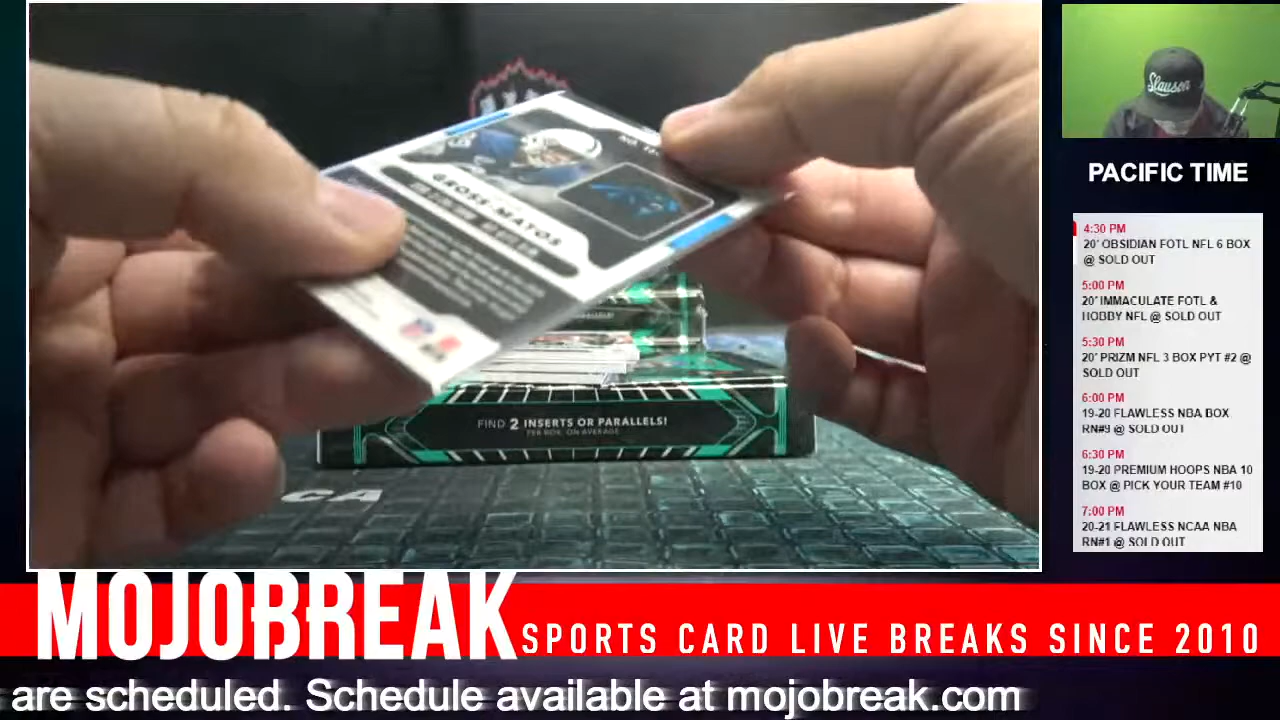 Slauson
GROSS-MATOS
FIND 2 INSERTS OR PARALLELS!
PER BOX, ON AVERAGE
CA
PACIFIC TIME
4:30 PM
20' OBSIDIAN FOTL NFL 6 BOX
@ SOLD OUT
5:00 PM
20' IMMACULATE FOTL &
HOBBY NFL @ SOLD OUT
5:30 PM
20' PRIZM NFL 3 BOX PYT #2 @
SOLD OUT
6:00 PM
19-20 FLAWLESS NBA BOX
RN#9 @ SOLD OUT
6:30 PM
19-20 PREMIUM HOOPS NBA 10
BOX @ PICK YOUR TEAM #10
7:00 PM
20-21 FLAWLESS NCAA NBA
RN#1 @ SOLD OUT
MOJOBREAK
SPORTS CARD LIVE BREAKS SINCE 2010
are scheduled. Schedule available at mojobreak.com